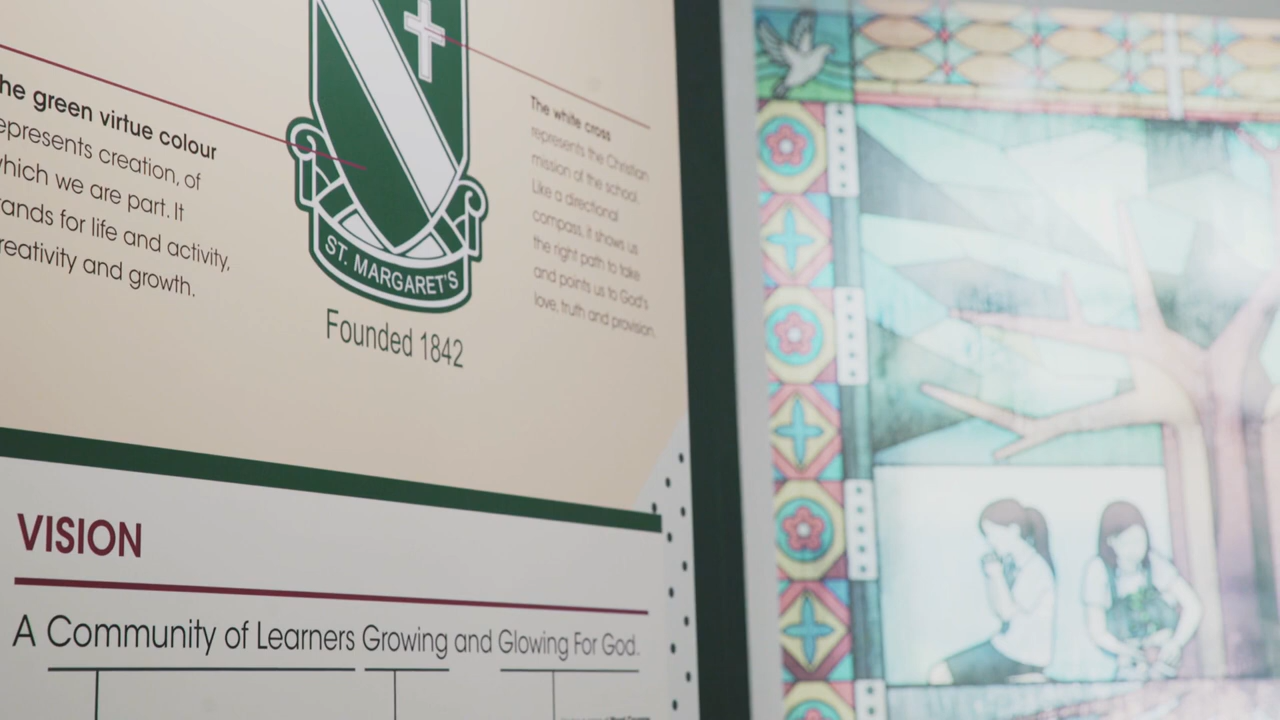 he green virtue colour
epresents creation, of
which we are part. It
tands for life and activity,
reativity and growth.
ST. MARGARET'S
Founded 1842
The white cross
represents the Christian
mission of the school.
Like a directional
compass, it shows us
the right path to take
and points us to God's
love, truth and provision.
VISION
A Community of Learners Growing and Glowing For God.